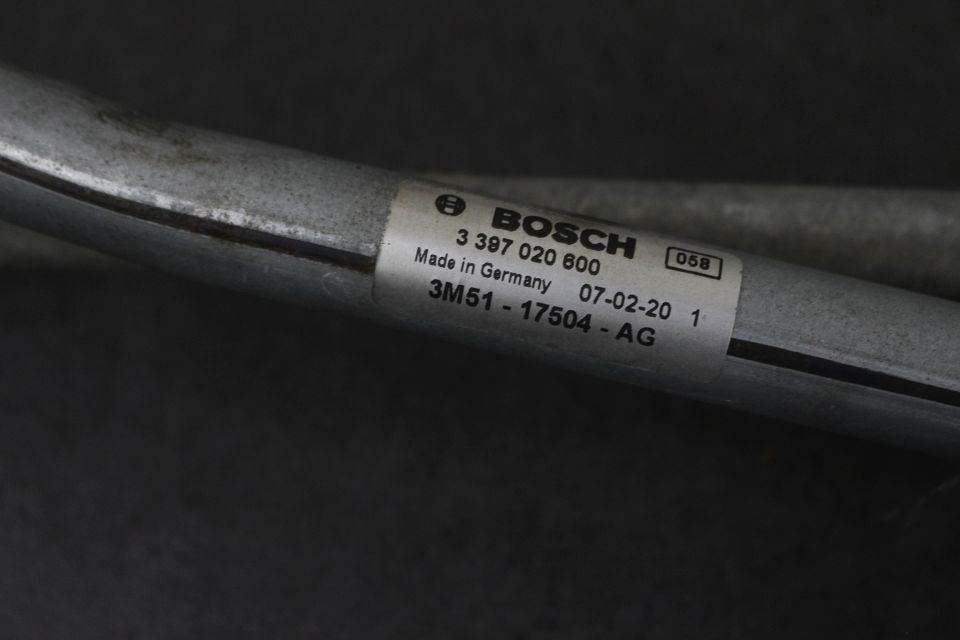 BOSCH
3 397 020 600 058
Made in Germany 07-02-20 1
3M51 - 17504 - AG